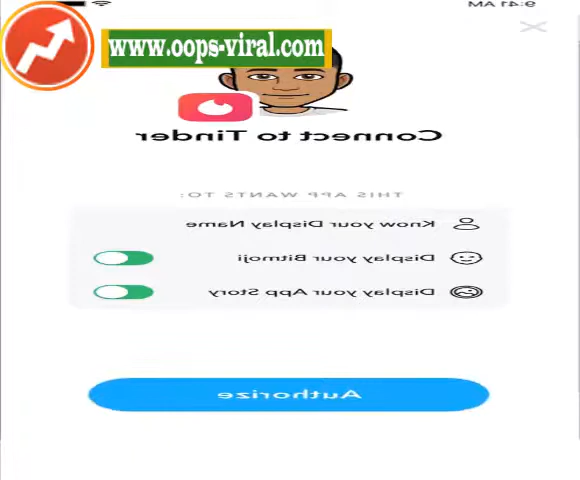 9:41 AM
www.oops-viral.com
Connect to Tinder
THIS APP WANTS TO:
Know your Display Name
Display your Bitmoji
Display your App Story
Authorize